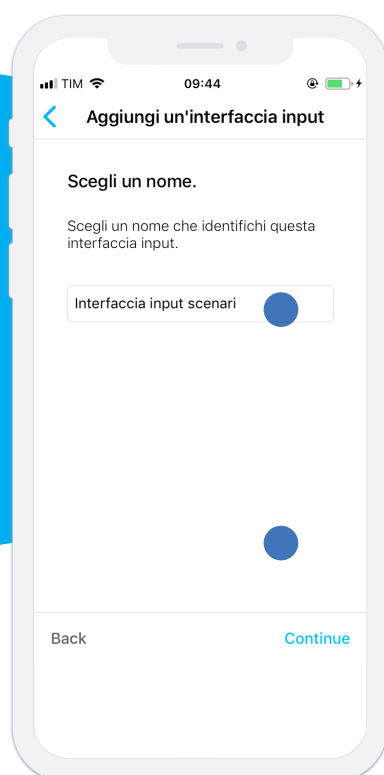 TIM 09:44
Aggiungi un'interfaccia input
Scegli un nome.
Scegli un nome che identifichi questa
interfaccia input.
Interfaccia input scenari
Back Continue